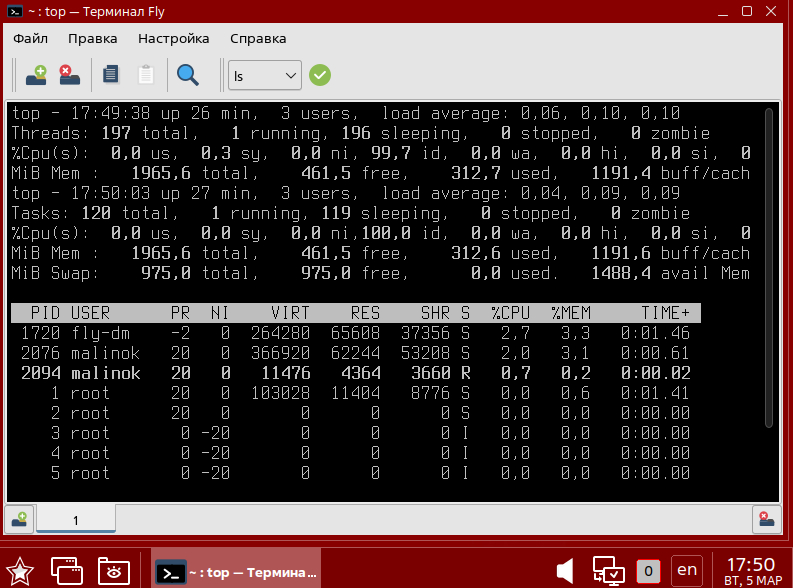 ~ : top — Терминал Fly
Файл Правка Настройка Справка
ls
top - 17:49:38 up 26 min, 3 users, load average: 0,06, 0,10, 0,10
Threads: 197 total, 1 running, 196 sleeping, 0 stopped, 0 zombie
%Cpu(s): 0,0 us, 0,3 sy, 0,0 ni, 99,7 id, 0,0 wa, 0,0 hi, 0,0 si, 0
MiB Mem : 1965,6 total, 461,5 free, 312,7 used, 1191,4 buff/cach
top - 17:50:03 up 27 min, 3 users, load average: 0,04, 0,09, 0,09
Tasks: 120 total, 1 running, 119 sleeping, 0 stopped, 0 zombie
%Cpu(s): 0,0 us, 0,0 sy, 0,0 ni,100,0 id, 0,0 wa, 0,0 hi, 0,0 si, 0
MiB Mem : 1965,6 total, 461,5 free, 312,6 used, 1191,6 buff/cach
MiB Swap: 975,0 total, 975,0 free, 0,0 used. 1488,4 avail Mem
PID USER PR NI VIRT RES SHR S %CPU %MEM TIME+
1720 fly-dm -2 0 264280 65608 37356 S 2,7 3,3 0:01.46
2076 malinok 20 0 366920 62244 53208 S 2,0 3,1 0:00.61
2094 malinok 20 0 11476 4364 3660 R 0,7 0,2 0:00.02
1 root 20 0 103028 11404 8776 S 0,0 0,6 0:01.41
2 root 20 0 0 0 0 S 0,0 0,0 0:00.00
3 root 0 -20 0 0 0 I 0,0 0,0 0:00.00
4 root 0 -20 0 0 0 I 0,0 0,0 0:00.00
5 root 0 -20 0 0 0 I 0,0 0,0 0:00.00
1
~ : top — Термина...
0
en
17:50
ВТ, 5 МАР